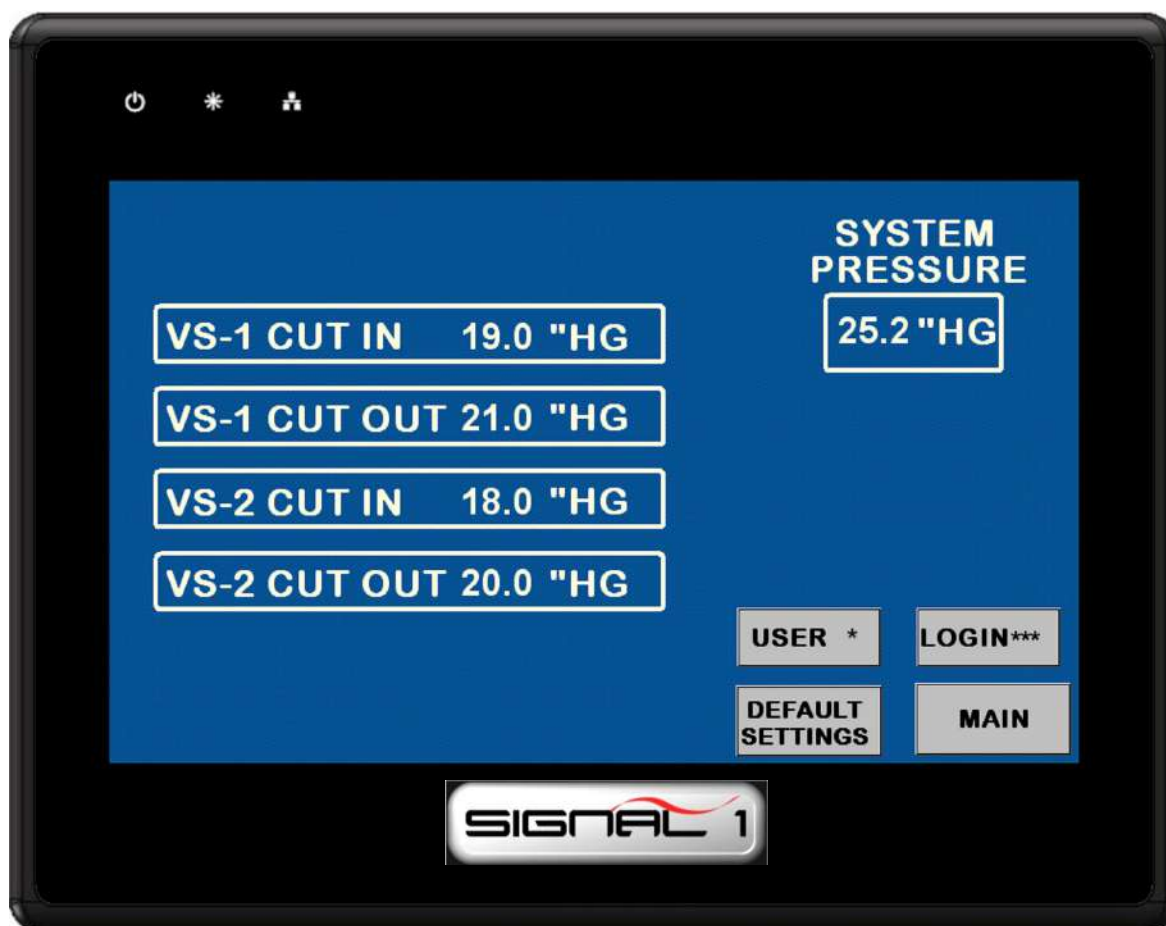 SYSTEM
PRESSURE
25.2 "HG
VS-1 CUT IN 19.0 "HG
VS-1 CUT OUT 21.0 "HG
VS-2 CUT IN 18.0 "HG
VS-2 CUT OUT 20.0 "HG
USER *
LOGIN***
DEFAULT
SETTINGS
MAIN
SIGNAL 1